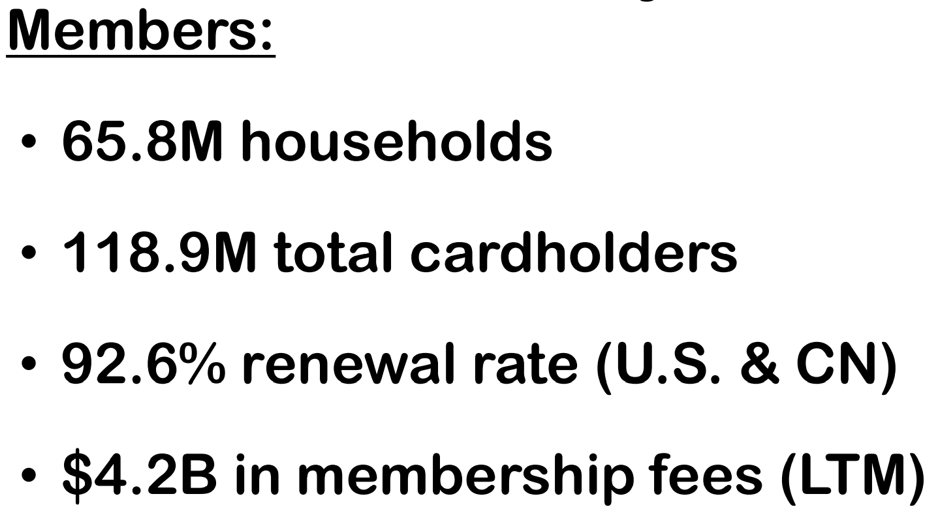 Members:
• 65.8M households
• 118.9M total cardholders
• 92.6% renewal rate (U.S. & CN)
• $4.2B in membership fees (LTM)